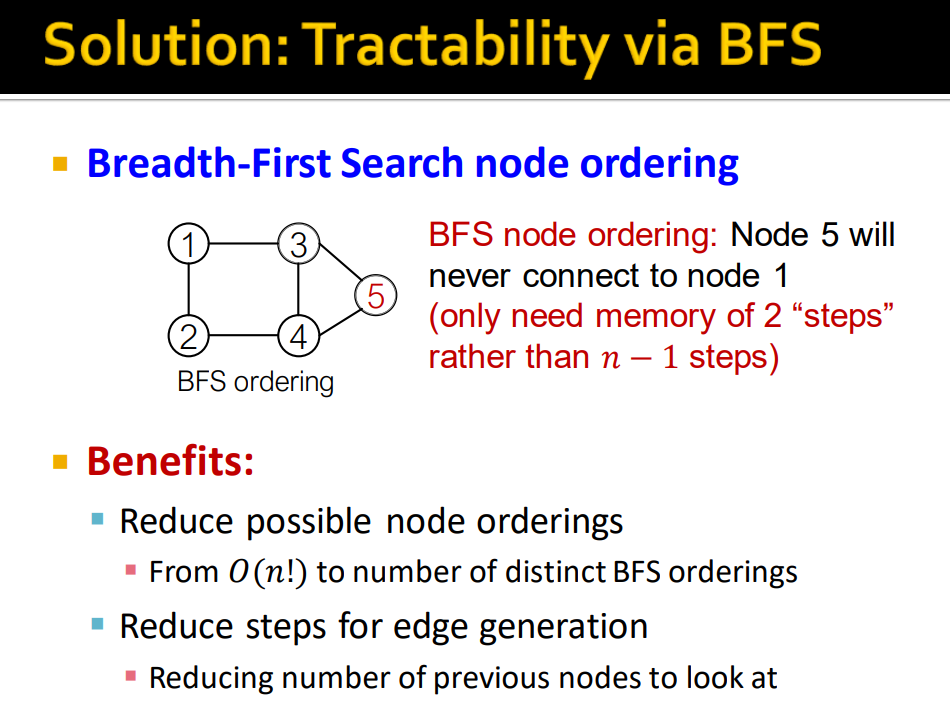 Solution: Tractability via BFS
Breadth-First Search node ordering
1
3
5
2
4
BFS ordering
BFS node ordering: Node 5 will
never connect to node 1
(only need memory of 2 “steps”
rather than 𝑛 − 1 steps)
Benefits:
Reduce possible node orderings
From 𝑂(𝑛!) to number of distinct BFS orderings
Reduce steps for edge generation
Reducing number of previous nodes to look at